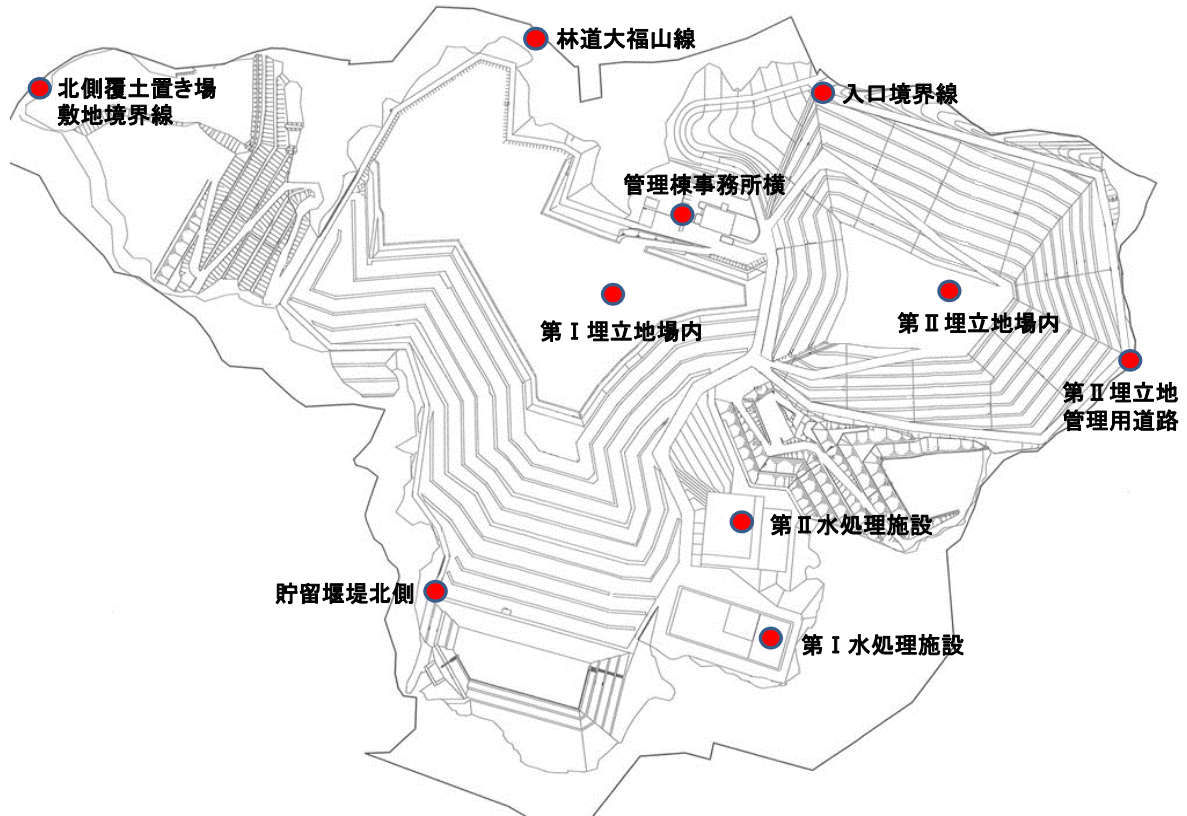 林道大福山線
北側覆土置き場
敷地境界線
入口境界線
管理棟事務所横
第Ⅰ埋立地場内
第Ⅱ埋立地場内
第Ⅱ埋立地
管理用道路
第Ⅱ水処理施設
貯留堰堤北側
第Ⅰ水処理施設